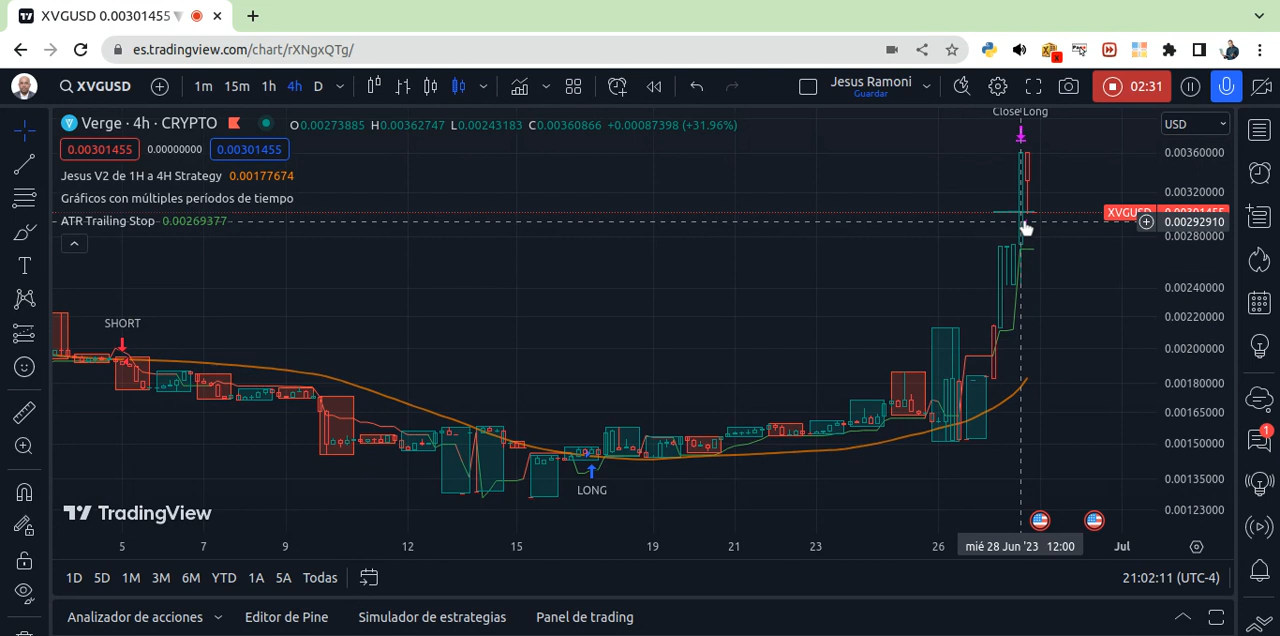 XVGUSD 0.00301455
es.tradingview.com/chart/rXNgxQTg/
XVGUSD
1m 15m 1h 4h D
Jesus Ramoni
Guardar
02:31
Verge · 4h · CRYPTO
O0.00273885 H0.00362747 L0.00243183 C0.00360866 +0.00087398 (+31.96%)
0.00301455 0.00000000 0.00301455
Jesus V2 de 1H a 4H Strategy 0.00177674
Gráficos con múltiples períodos de tiempo
ATR Trailing Stop 0.00269377
Close Long
USD
0.00360000
0.00320000
XVGUSD 0.00301455
0.00292910
0.00280000
0.00240000
0.00220000
0.00200000
0.00180000
0.00165000
0.00150000
0.00135000
0.00123000
SHORT
LONG
TradingView
5 7 9 12 15 19 21 23 26 mié 28 Jun '23 12:00 Jul
1D 5D 1M 3M 6M YTD 1A 5A Todas
21:02:11 (UTC-4)
Analizador de acciones Editor de Pine Simulador de estrategias Panel de trading
1